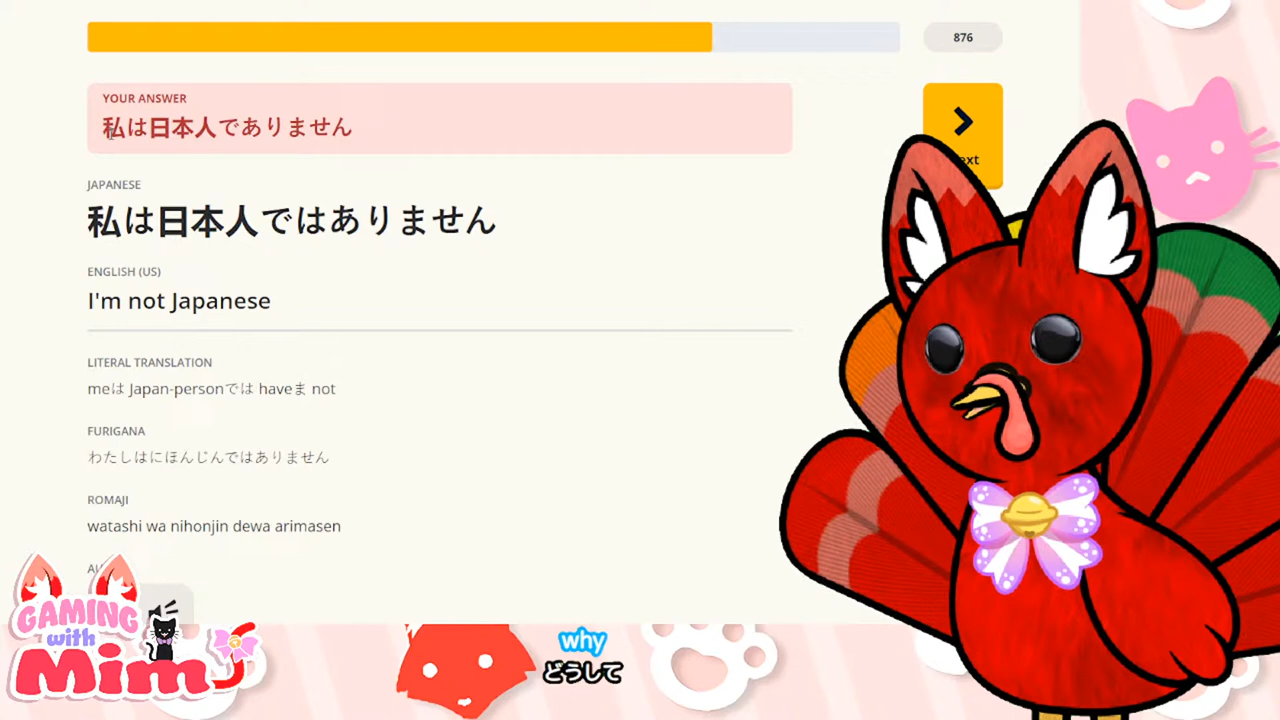 876
YOUR ANSWER
私は日本人でありません
ext
JAPANESE
私は日本人ではありません
ENGLISH (US)
I'm not Japanese
LITERAL TRANSLATION
meは Japan-personでは haveま not
FURIGANA
わたしはにほんじんではありません
ROMAJI
watashi wa nihonjin dewa arimasen
GAMING
with
Mim
why
どうして